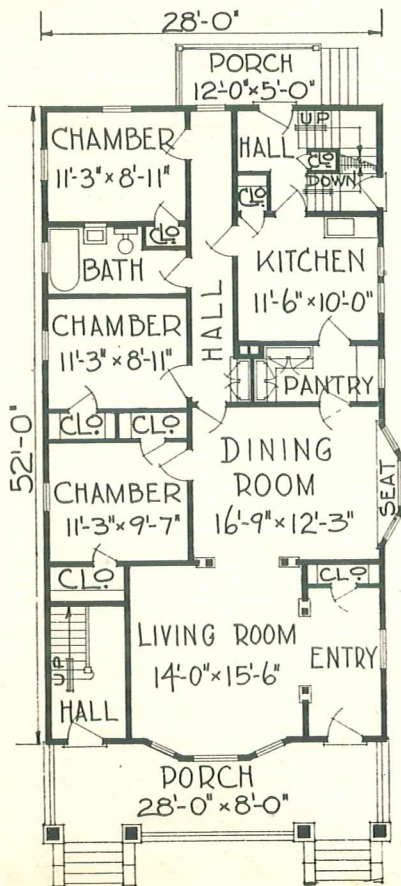 28'-0"
PORCH
12'-0"×5'-0"
CHAMBER
11'-3"×8'-11"
HALL
UP
CLO
DOWN
CLO
CLO
BATH
KITCHEN
11'-6"×10'-0"
HALL
CHAMBER
11'-3"×8'-11"
PANTRY
CLO
CLO
52'-0"
DINING
ROOM
16'-9"×12'-3"
SEAT
CHAMBER
11'-3"×9'-7"
CLO
CLO
LIVING ROOM
14'-0"×15'-6"
ENTRY
UP
HALL
PORCH
28'-0"×8'-0"